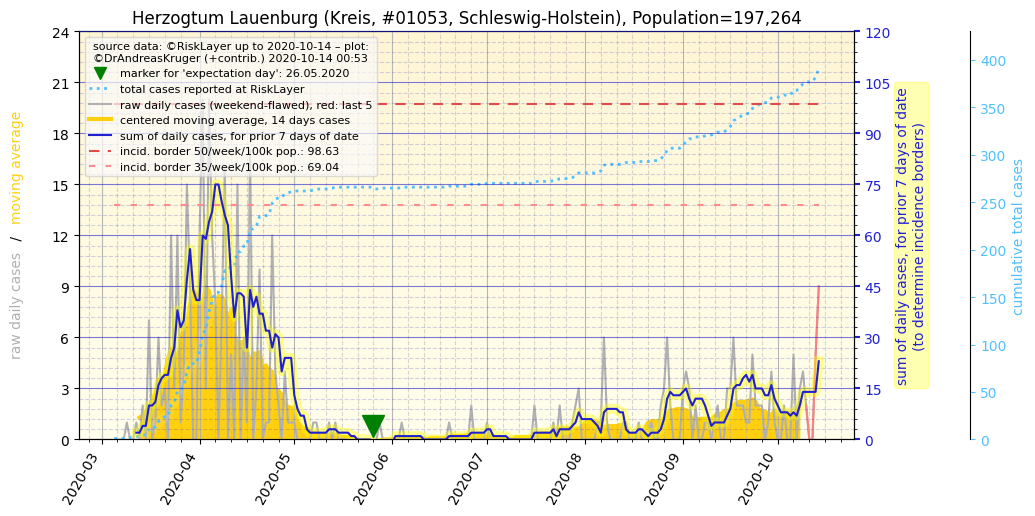 Herzogtum Lauenburg (Kreis, #01053, Schleswig-Holstein), Population=197,264
source data: ©RiskLayer up to 2020-10-14 – plot:
©DrAndreasKruger (+contrib.) 2020-10-14 00:53
marker for 'expectation day': 26.05.2020
total cases reported at RiskLayer
raw daily cases (weekend-flawed), red: last 5
centered moving average, 14 days cases
sum of daily cases, for prior 7 days of date
incid. border 50/week/100k pop.: 98.63
incid. border 35/week/100k pop.: 69.04
raw daily cases / moving average
24
21
18
15
12
9
6
3
0
2020-03
2020-04
2020-05
2020-06
2020-07
2020-08
2020-09
2020-10
120
105
90
75
60
45
30
15
0
sum of daily cases, for prior 7 days of date
(to determine incidence borders)
400
350
300
250
200
150
100
50
0
cumulative total cases